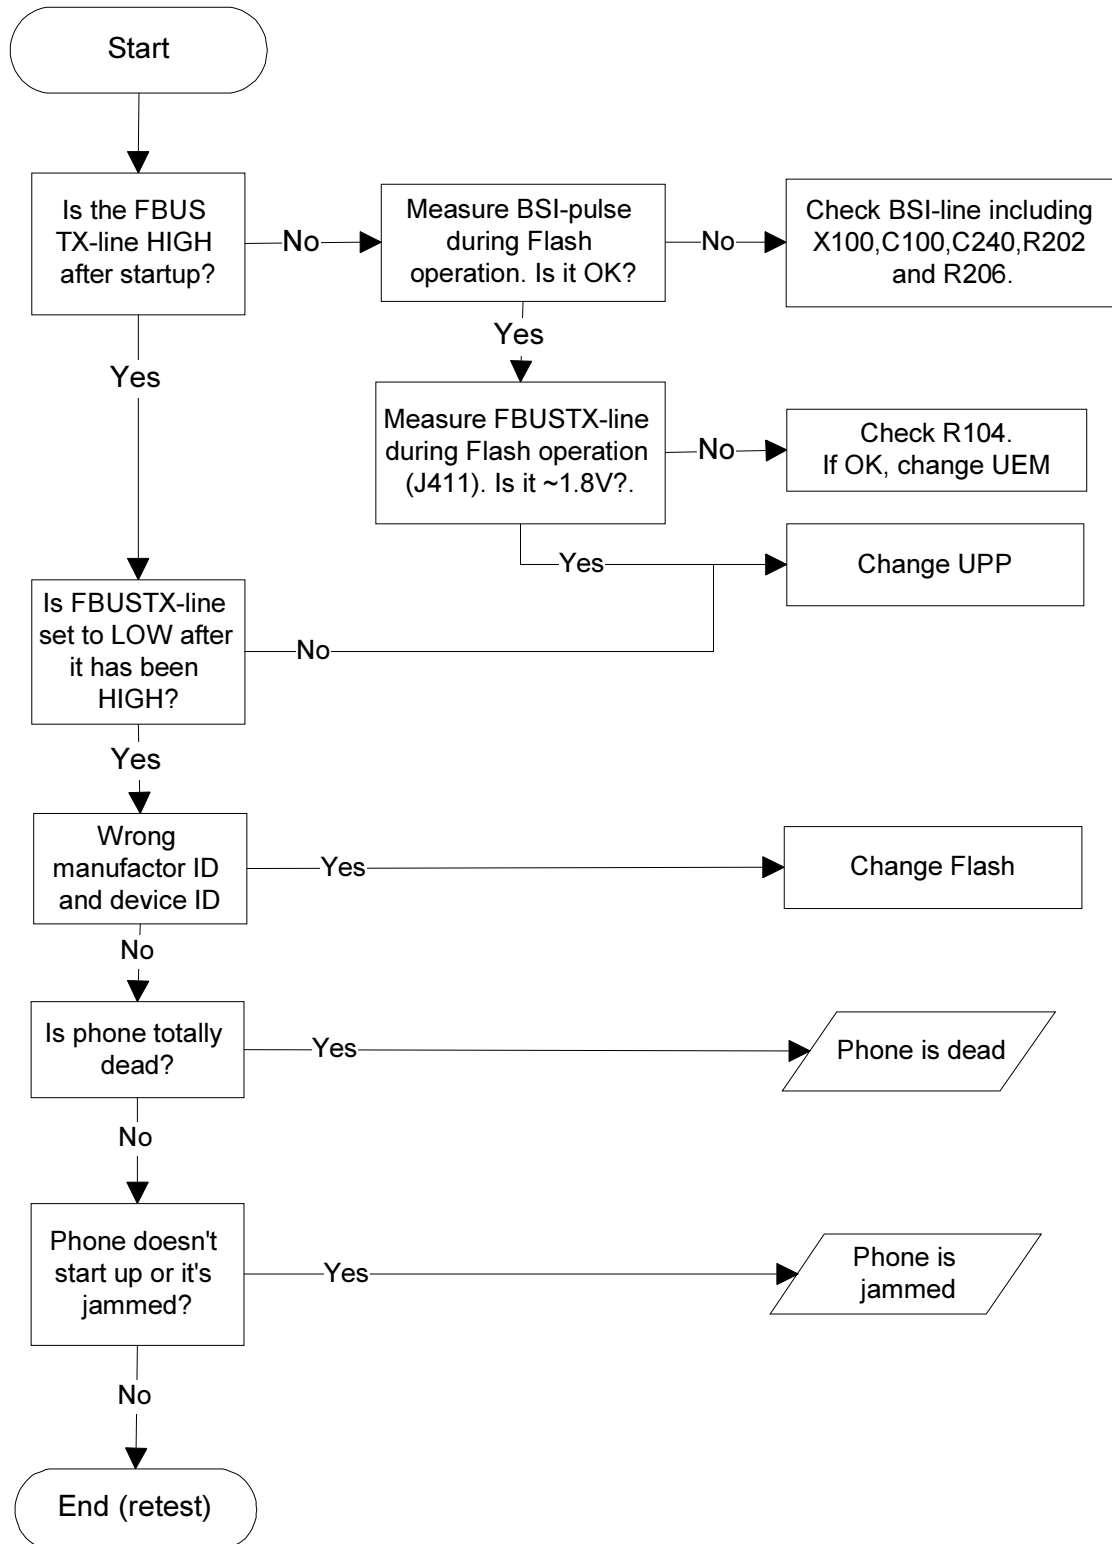 Start
Is the FBUS
TX-line HIGH
after startup?
No
Measure BSI-pulse
during Flash
operation. Is it OK?
No
Check BSI-line including
X100,C100,C240,R202
and R206.
Yes
Yes
Measure FBUSTX-line
during Flash operation
(J411). Is it ~1.8V?.
No
Check R104.
If OK, change UEM
Yes
Change UPP
Is FBUSTX-line
set to LOW after
it has been
HIGH?
No
Yes
Wrong
manufactor ID
and device ID
Yes
Change Flash
No
Is phone totally
dead?
Yes
Phone is dead
No
Phone doesn't
start up or it's
jammed?
Yes
Phone is
jammed
No
End (retest)